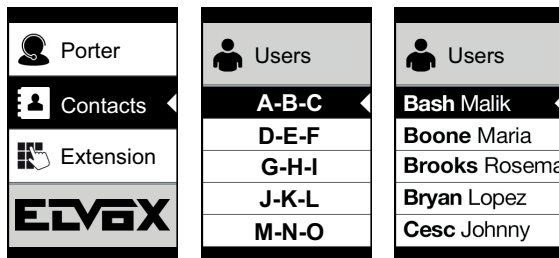 Porter
Contacts
Extension
ELVOX
Users
A-B-C
D-E-F
G-H-I
J-K-L
M-N-O
Users
Bash Malik
Boone Maria
Brooks Rosema
Bryan Lopez
Cesc Johnny